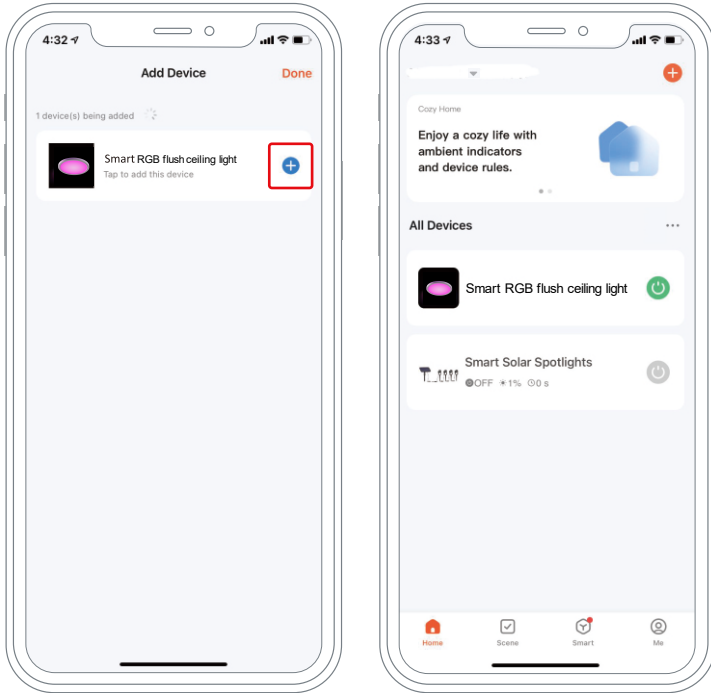 4:32
Add Device
Done
1 device(s) being added
Smart RGB flush ceiling light
Tap to add this device
4:33
Cozy Home
Enjoy a cozy life with
ambient indicators
and device rules.
All Devices
Smart RGB flush ceiling light
Smart Solar Spotlights
OFF 1% 0 s
Home Scene Smart Me